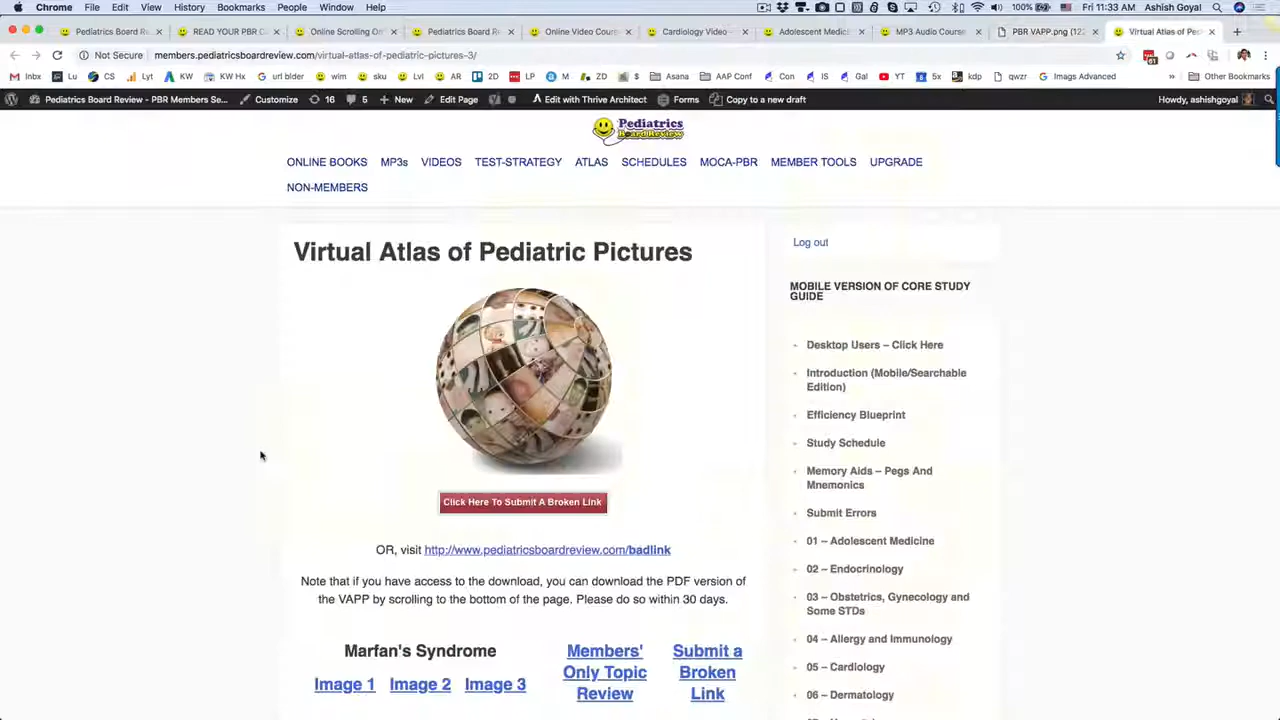 Chrome File Edit View History Bookmarks People Window Help 100% Fri 11:33 AM Ashish Goyal
Pediatrics Board Re READ YOUR PBR C Online Scrolling On Pediatrics Board R Online Video Cours Cardiology Video - Adolescent Medic MP3 Audio Course PBR VAPP.png (12 Virtual Atlas of Ped
Not Secure members.pediatricsboardreview.com/virtual-atlas-of-pediatric-pictures-3/
Inbx Lu CS Lyt KW KW Hx url blder wim sku Lvl AR 2D LP M ZD $ Asana AAP Conf Con IS Gal YT 5x kdp qwzr Imags Advanced Other Bookmarks
Pediatrics Board Review - PBR Members Se... Customize 16 5 New Edit Page Edit with Thrive Architect Forms Copy to a new draft Howdy, ashishgoyal
Pediatrics
Board Review
ONLINE BOOKS MP3s VIDEOS TEST-STRATEGY ATLAS SCHEDULES MOCA-PBR MEMBER TOOLS UPGRADE
NON-MEMBERS
Virtual Atlas of Pediatric Pictures
Click Here To Submit A Broken Link
OR, visit http://www.pediatricsboardreview.com/badlink
Note that if you have access to the download, you can download the PDF version of
the VAPP by scrolling to the bottom of the page. Please do so within 30 days.
Marfan's Syndrome
Image 1 Image 2 Image 3
Members'
Only Topic
Review
Submit a
Broken
Link
Log out
MOBILE VERSION OF CORE STUDY
GUIDE
Desktop Users – Click Here
Introduction (Mobile/Searchable
Edition)
Efficiency Blueprint
Study Schedule
Memory Aids – Pegs And
Mnemonics
Submit Errors
01 – Adolescent Medicine
02 – Endocrinology
03 – Obstetrics, Gynecology and
Some STDs
04 – Allergy and Immunology
05 – Cardiology
06 – Dermatology